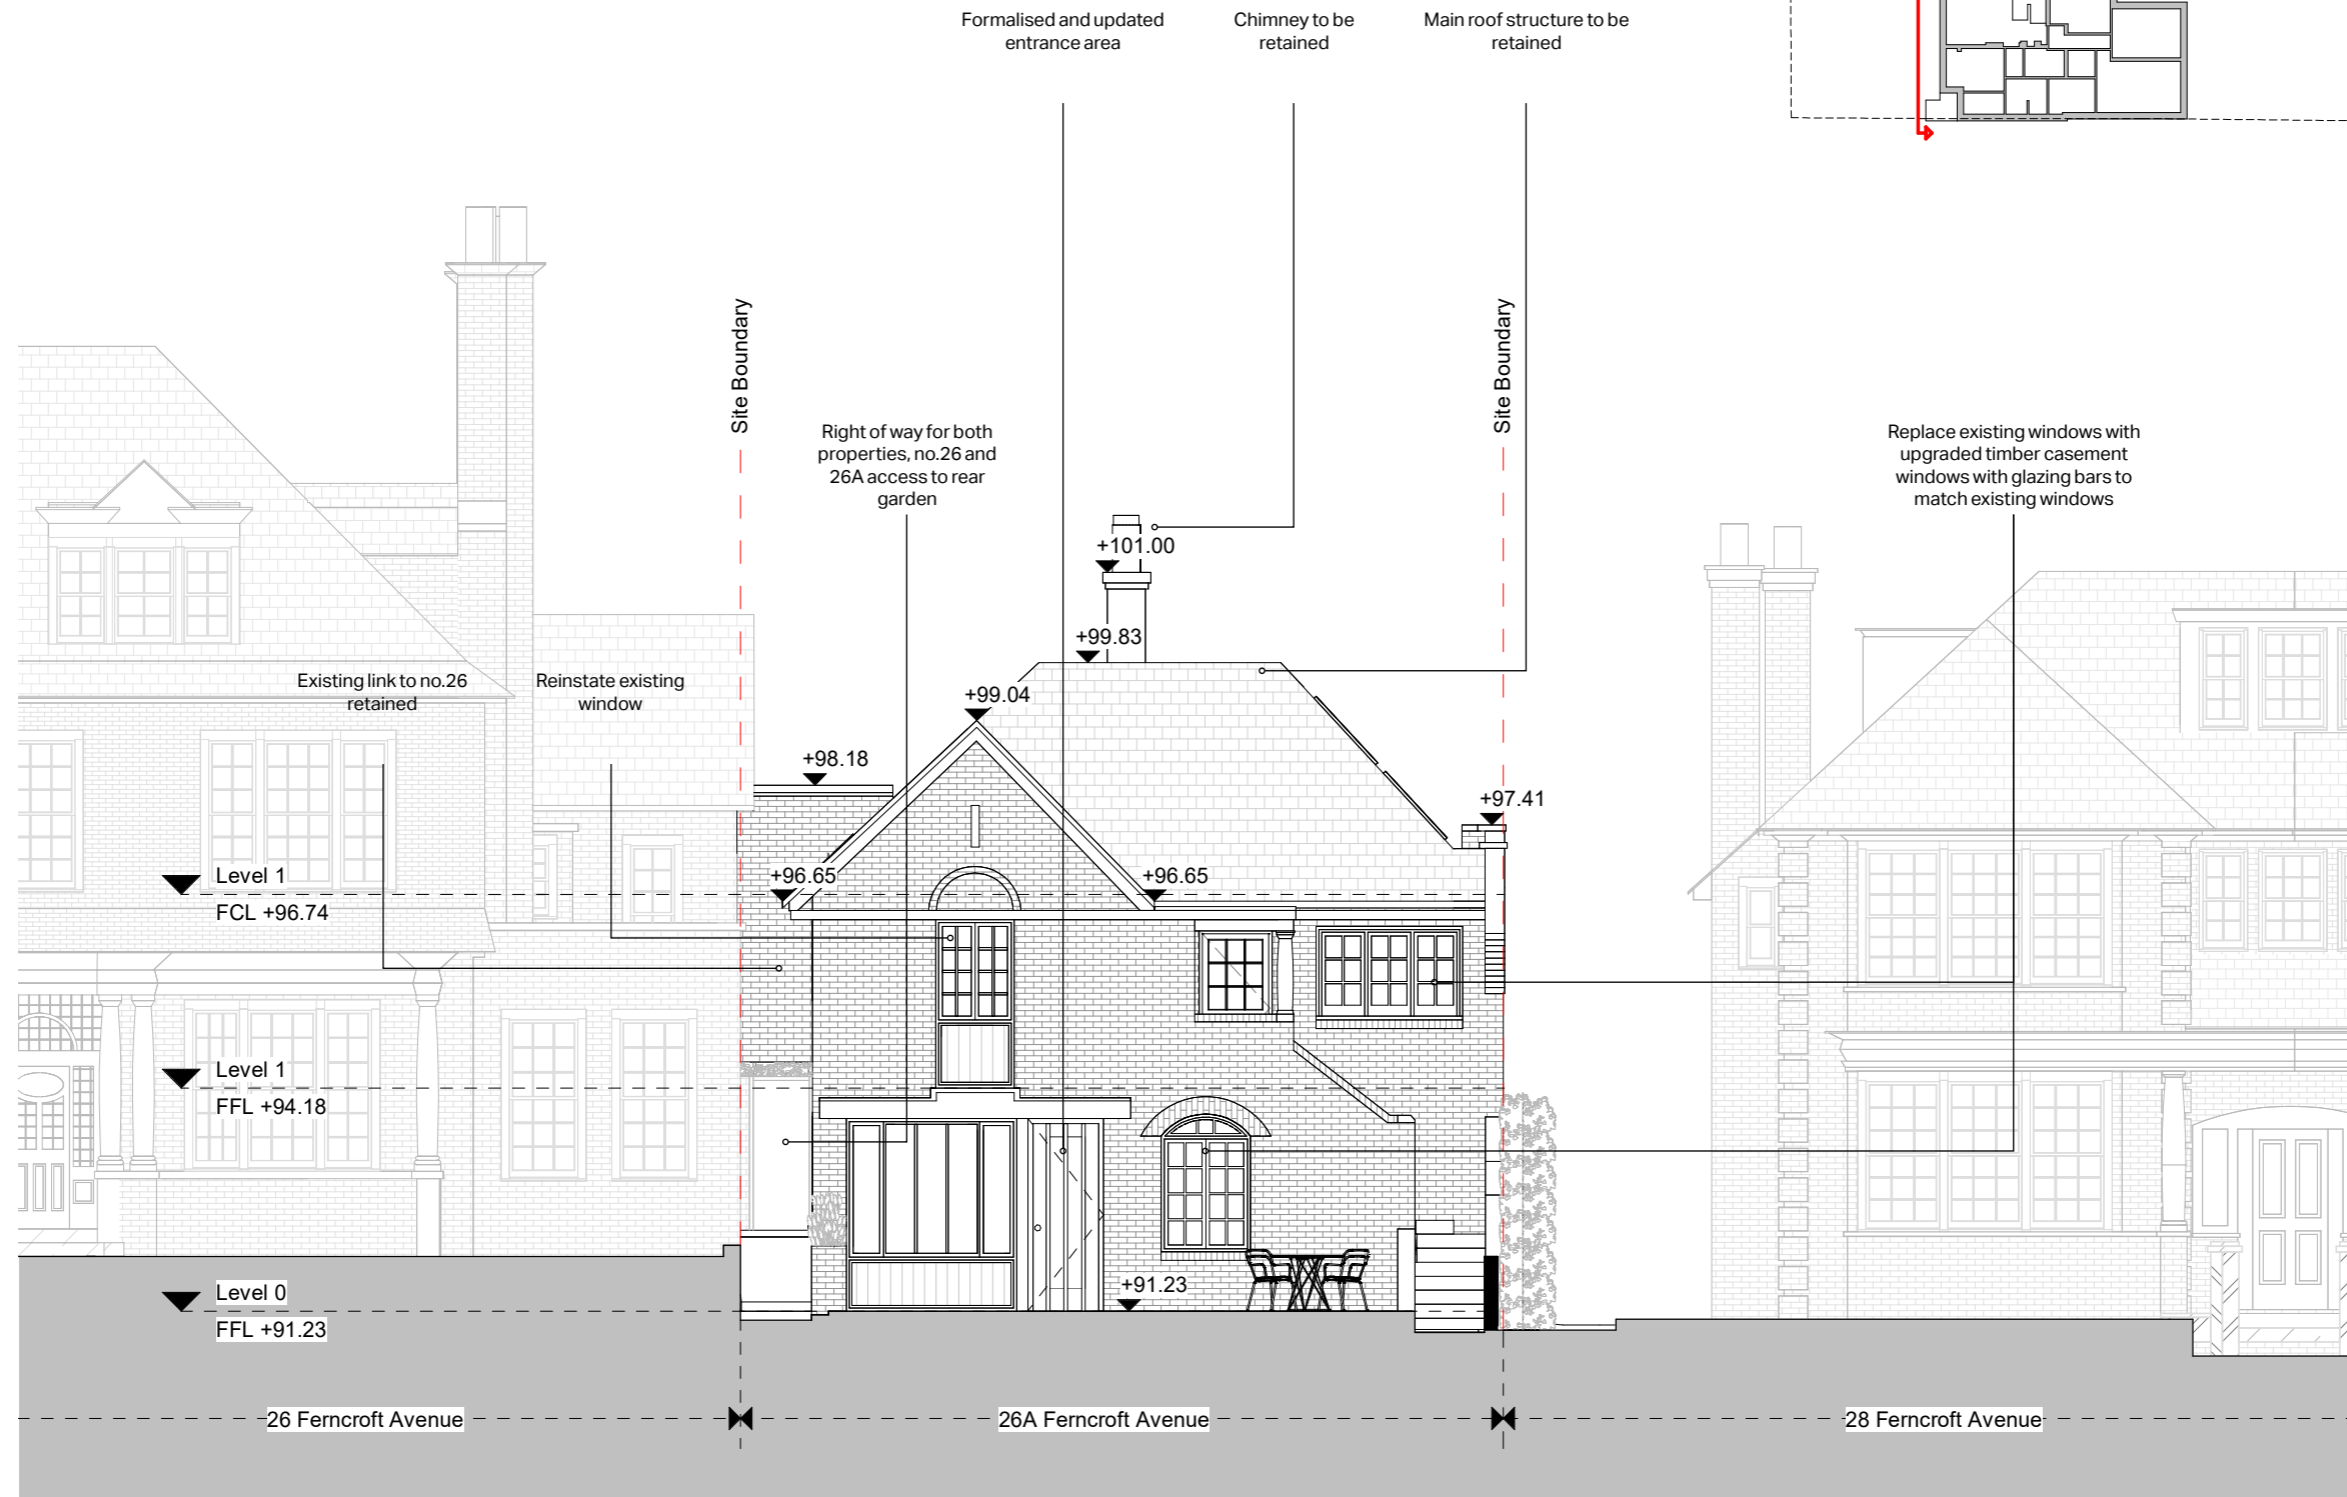 Formalised and updated
entrance area
Chimney to be
retained
Main roof structure to be
retained
Site Boundary
Site Boundary
Right of way for both
properties, no.26 and
26A access to rear
garden
Replace existing windows with
upgraded timber casement
windows with glazing bars to
match existing windows
+101.00
+99.83
Existing link to no.26
retained
Reinstate existing
window
+99.04
+98.18
+97.41
Level 1
FCL +96.74
+96.65
+96.65
Level 1
FFL +94.18
+91.23
Level 0
FFL +91.23
26 Ferncroft Avenue
26A Ferncroft Avenue
28 Ferncroft Avenue